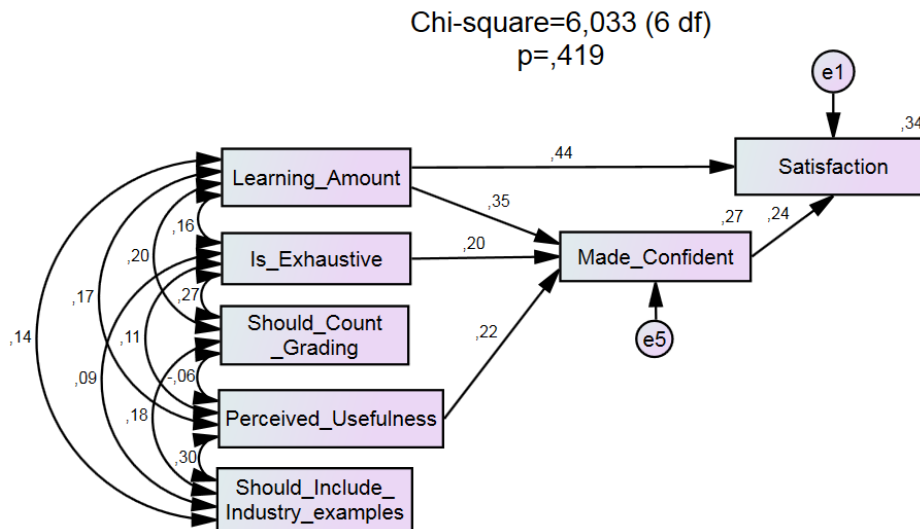 Chi-square=6,033 (6 df)
p=,419
e1
,34
Satisfaction
,44
Learning_Amount
,35
,16
,27
,24
,20
Is_Exhaustive
,20
Made_Confident
,27
,17
Should_Count
_Grading
,22
e5
,14
,11
-,06
,09
,18
Perceived_Usefulness
,30
Should_Include_
Industry_examples